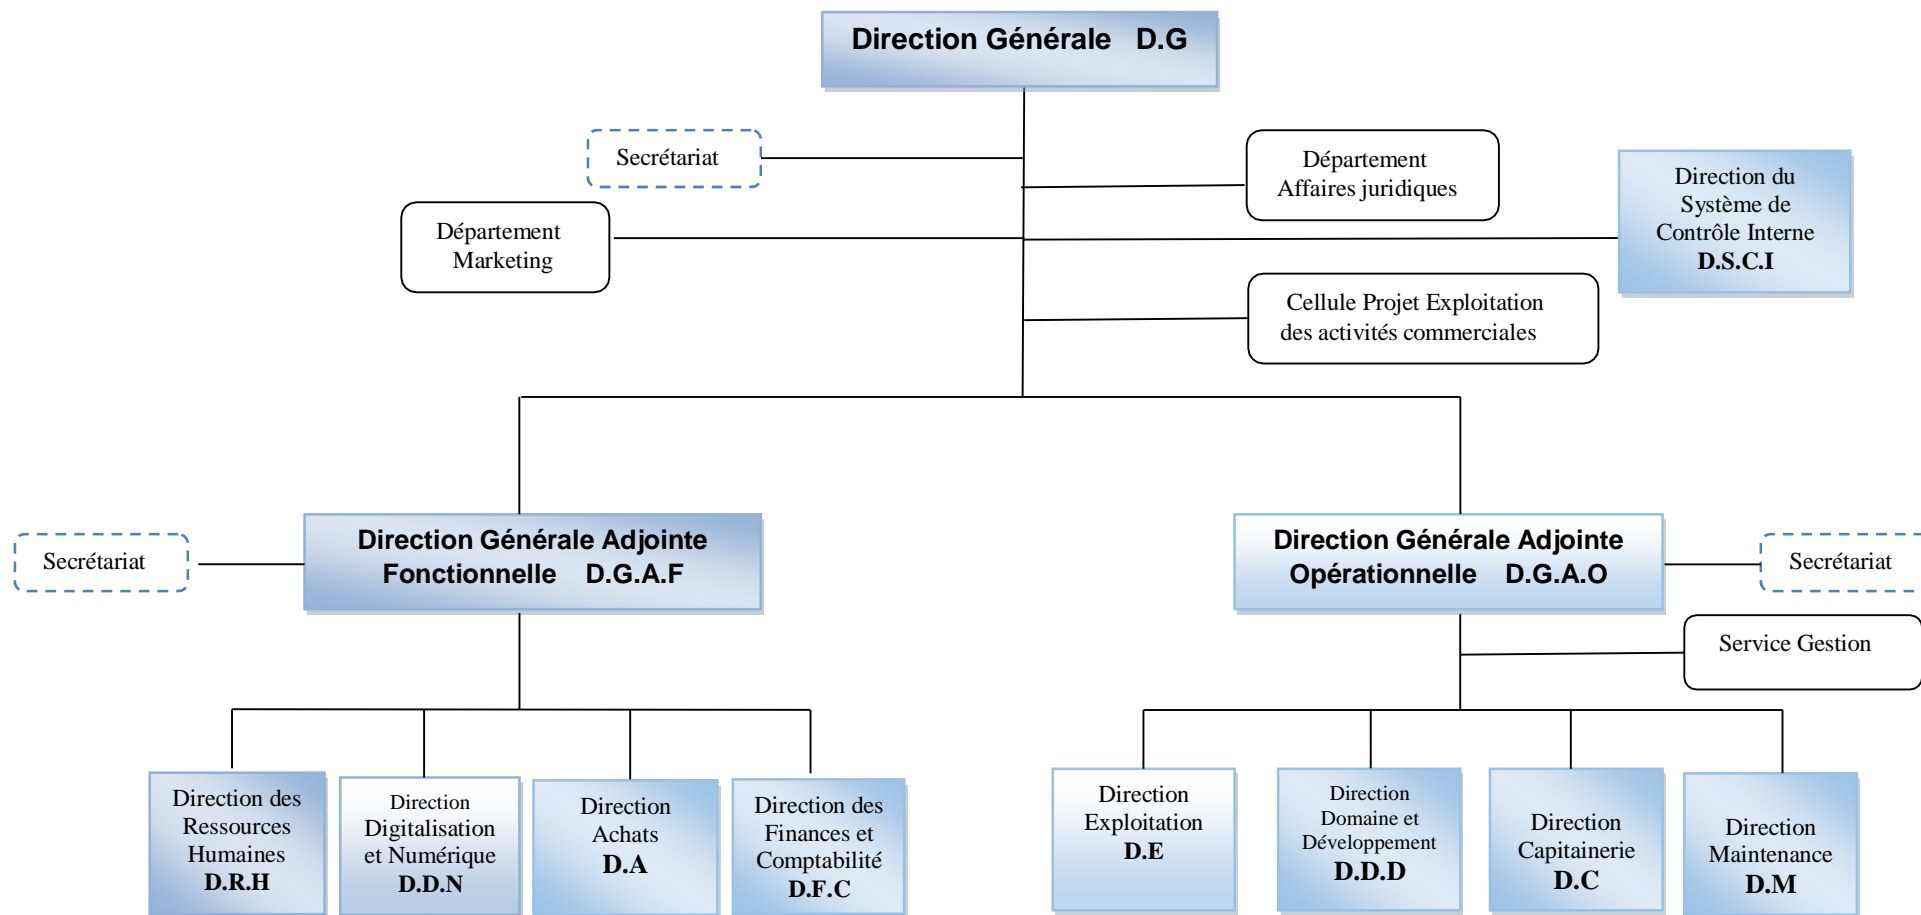 Direction Générale D.G
Secrétariat
Département
Affaires juridiques
Direction du
Système de
Contrôle Interne
D.S.C.I
Département
Marketing
Cellule Projet Exploitation
des activités commerciales
Secrétariat
Direction Générale Adjointe
Fonctionnelle D.G.A.F
Direction Générale Adjointe
Opérationnelle D.G.A.O
Secrétariat
Service Gestion
Direction des
Ressources
Humaines
D.R.H
Direction
Digitalisation
et Numérique
D.D.N
Direction
Achats
D.A
Direction des
Finances et
Comptabilité
D.F.C
Direction
Exploitation
D.E
Direction
Domaine et
Développement
D.D.D
Direction
Capitainerie
D.C
Direction
Maintenance
D.M